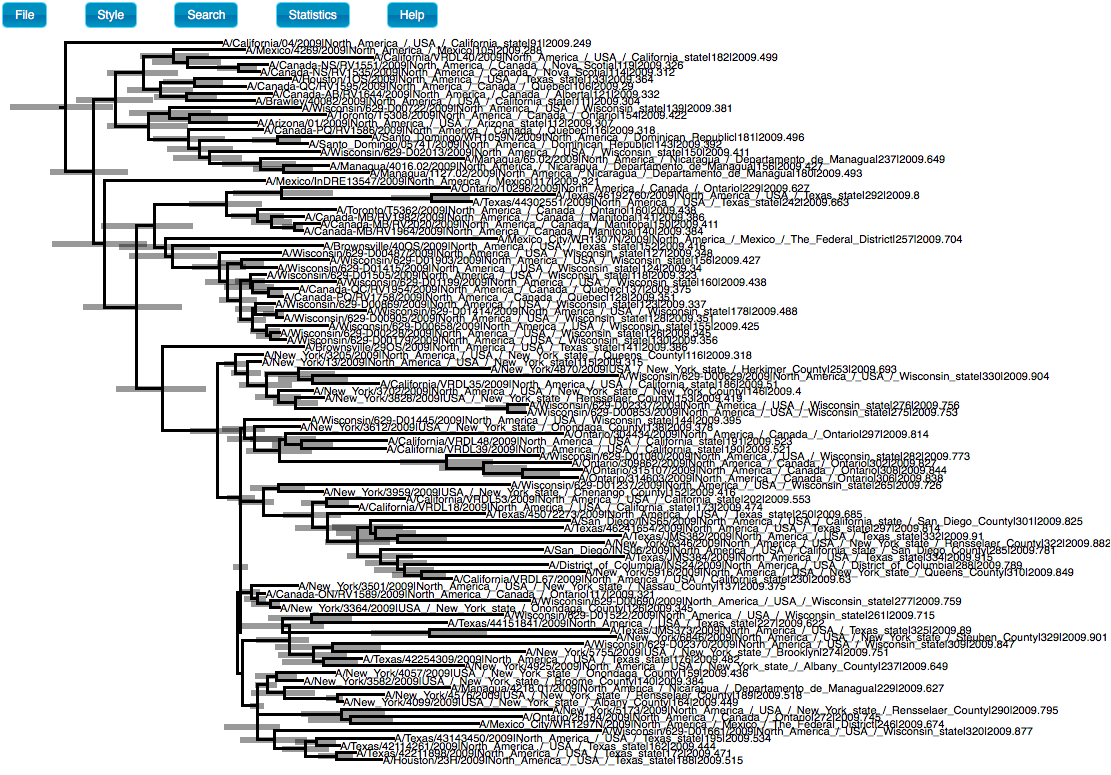 File
Style
Search
Statistics
Help
A/California/04/2009|North_America_/_USA_/_California_state|91|2009.249
A/Mexico/4269/2009|North_America_/_Mexico|105|2009.288
A/California/VRDL40/2009|North_America_/_USA_/_California_state|182|2009.499
A/Canada-NS/RV1551/2009|North_America_/_Canada_/_Nova_Scotia|119|2009.326
A/Canada-NS/RV1535/2009|North_America_/_Canada_/_Nova_Scotia|114|2009.312
A/Houston/1OS/2009|North_America_/_USA_/_Texas_state|133|2009.364
A/Canada-QC/RV1595/2009|North_America_/_Canada_/_Quebec|106|2009.29
A/Canada-AB/RV1644/2009|North_America_/_Canada_/_Alberta|121|2009.332
A/Brawley/40082/2009|North_America_/_USA_/_California_state|111|2009.304
A/Wisconsin/629-D00722/2009|North_America_/_USA_/_Wisconsin_state|139|2009.381
A/Toronto/T5308/2009|North_America_/_Canada_/_Ontario|154|2009.422
A/Arizona/01/2009|North_America_/_USA_/_Arizona_state|112|2009.307
A/Canada-PQ/RV1586/2009|North_America_/_Canada_/_Quebec|116|2009.318
A/Santo_Domingo/WR1059N/2009|North_America_/_Dominican_Republic|181|2009.496
A/Santo_Domingo/05741/2009|North_America_/_Dominican_Republic|143|2009.392
A/Wisconsin/629-D02013/2009|North_America_/_USA_/_Wisconsin_state|150|2009.411
A/Managua/65.02/2009|North_America_/_Nicaragua_/_Departamento_de_Managua|237|2009.649
A/Managua/4016.02/2009|North_America_/_Nicaragua_/_Departamento_de_Managua|156|2009.427
A/Managua/1127.02/2009|North_America_/_Nicaragua_/_Departamento_de_Managua|180|2009.493
A/Mexico/InDRE13547/2009|North_America_/_Mexico|117|2009.321
A/Ontario/10296/2009|North_America_/_Canada_/_Ontario|229|2009.627
A/Texas/46192760/2009|North_America_/_USA_/_Texas_state|292|2009.8
A/Texas/44302551/2009|North_America_/_USA_/_Texas_state|242|2009.663
A/Toronto/T5362/2009|North_America_/_Canada_/_Ontario|160|2009.438
A/Canada-MB/RV1982/2009|North_America_/_Canada_/_Manitoba|141|2009.386
A/Canada-MB/RV2020/2009|North_America_/_Canada_/_Manitoba|150|2009.411
A/Canada-MB/RV1964/2009|North_America_/_Canada_/_Manitoba|140|2009.384
A/Mexico_City/WR1307N/2009|North_America_/_Mexico_/_The_Federal_District|257|2009.704
A/Brownsville/40OS/2009|North_America_/_USA_/_Texas_state|152|2009.416
A/Wisconsin/629-D00487/2009|North_America_/_USA_/_Wisconsin_state|127|2009.348
A/Wisconsin/629-D01903/2009|North_America_/_USA_/_Wisconsin_state|156|2009.427
A/Wisconsin/629-D01415/2009|North_America_/_USA_/_Wisconsin_state|124|2009.34
A/Wisconsin/629-D01505/2009|North_America_/_USA_/_Wisconsin_state|118|2009.323
A/Wisconsin/629-D01199/2009|North_America_/_USA_/_Wisconsin_state|160|2009.438
A/Canada-QC/RV1954/2009|North_America_/_Canada_/_Quebec|137|2009.375
A/Canada-PQ/RV1758/2009|North_America_/_Canada_/_Quebec|128|2009.351
A/Wisconsin/629-D00869/2009|North_America_/_USA_/_Wisconsin_state|123|2009.337
A/Wisconsin/629-D01414/2009|North_America_/_USA_/_Wisconsin_state|178|2009.488
A/Wisconsin/629-D00905/2009|North_America_/_USA_/_Wisconsin_state|128|2009.351
A/Wisconsin/629-D00658/2009|North_America_/_USA_/_Wisconsin_state|155|2009.425
A/Wisconsin/629-D00228/2009|North_America_/_USA_/_Wisconsin_state|126|2009.345
A/Wisconsin/629-D00179/2009|North_America_/_USA_/_Wisconsin_state|130|2009.356
A/Brownsville/29OS/2009|North_America_/_USA_/_Texas_state|141|2009.386
A/New_York/3205/2009|North_America_/_USA_/_New_York_state_/_Queens_County|116|2009.318
A/New_York/13/2009|North_America_/_USA_/_New_York_state|115|2009.315
A/New_York/4870/2009|USA_/_New_York_state_/_Herkimer_County|253|2009.693
A/Wisconsin/629-D00629/2009|North_America_/_USA_/_Wisconsin_state|330|2009.904
A/California/VRDL35/2009|North_America_/_USA_/_California_state|186|2009.51
A/New_York/3702/2009|North_America_/_USA_/_New_York_state_/_New_York_County|146|2009.4
A/New_York/3828/2009|USA_/_New_York_state_/_Rensselaer_County|153|2009.419
A/Wisconsin/629-D02337/2009|North_America_/_USA_/_Wisconsin_state|276|2009.756
A/Wisconsin/629-D00853/2009|North_America_/_USA_/_Wisconsin_state|275|2009.753
A/Wisconsin/629-D01445/2009|North_America_/_USA_/_Wisconsin_state|144|2009.395
A/New_York/3612/2009|USA_/_New_York_state_/_Onondaga_County|138|2009.378
A/Ontario/304434/2009|North_America_/_Canada_/_Ontario|297|2009.814
A/California/VRDL48/2009|North_America_/_USA_/_California_state|191|2009.523
A/California/VRDL39/2009|North_America_/_USA_/_California_state|190|2009.521
A/Wisconsin/629-D01080/2009|North_America_/_USA_/_Wisconsin_state|282|2009.773
A/Ontario/309862/2009|North_America_/_Canada_/_Ontario|302|2009.827
A/Ontario/315107/2009|North_America_/_Canada_/_Ontario|308|2009.844
A/Ontario/314603/2009|North_America_/_Canada_/_Ontario|306|2009.838
A/Wisconsin/629-D01237/2009|North_America_/_USA_/_Wisconsin_state|265|2009.726
A/New_York/3959/2009|USA_/_New_York_state_/_Chenango_County|152|2009.416
A/California/VRDL53/2009|North_America_/_USA_/_California_state|202|2009.553
A/California/VRDL18/2009|North_America_/_USA_/_California_state|173|2009.474
A/Texas/45072273/2009|North_America_/_USA_/_Texas_state|250|2009.685
A/San_Diego/INS65/2009|North_America_/_USA_/_California_state_/_San_Diego_County|301|2009.825
A/Texas/46241654/2009|North_America_/_USA_/_Texas_state|297|2009.814
A/Texas/JMS382/2009|North_America_/_USA_/_Texas_state|332|2009.91
A/New_York/6346/2009|North_America_/_USA_/_New_York_state_/_Rensselaer_County|322|2009.882
A/San_Diego/INS06/2009|North_America_/_USA_/_California_state_/_San_Diego_County|285|2009.781
A/Texas/JMS384/2009|North_America_/_USA_/_Texas_state|334|2009.915
A/District_of_Columbia/INS24/2009|North_America_/_USA_/_District_of_Columbia|288|2009.789
A/New_York/5916/2009|North_America_/_USA_/_New_York_state_/_Queens_County|310|2009.849
A/California/VRDL67/2009|North_America_/_USA_/_California_state|230|2009.63
A/New_York/3501/2009|North_America_/_USA_/_New_York_state_/_Nassau_County|137|2009.375
A/Canada-ON/RV1589/2009|North_America_/_Canada_/_Ontario|117|2009.321
A/Wisconsin/629-D00690/2009|North_America_/_USA_/_Wisconsin_state|277|2009.759
A/New_York/3364/2009|USA_/_New_York_state_/_Onondaga_County|126|2009.345
A/Wisconsin/629-D01522/2009|North_America_/_USA_/_Wisconsin_state|261|2009.715
A/Texas/44151841/2009|North_America_/_USA_/_Texas_state|227|2009.622
A/Texas/JMS373/2009|North_America_/_USA_/_Texas_state|325|2009.89
A/New_York/6846/2009|North_America_/_USA_/_New_York_state_/_Steuben_County|329|2009.901
A/Wisconsin/629-D02370/2009|North_America_/_USA_/_Wisconsin_state|309|2009.847
A/New_York/5755/2009|USA_/_New_York_state_/_Brooklyn|274|2009.751
A/Texas/42254309/2009|North_America_/_USA_/_Texas_state|176|2009.482
A/New_York/4925/2009|North_America_/_USA_/_New_York_state_/_Albany_County|237|2009.649
A/New_York/4057/2009|USA_/_New_York_state_/_Onondaga_County|159|2009.436
A/New_York/3582/2009|USA_/_New_York_state_/_Broome_County|140|2009.384
A/Managua/4218.01/2009|North_America_/_Nicaragua_/_Departamento_de_Managua|229|2009.627
A/New_York/4576/2009|USA_/_New_York_state_/_Rensselaer_County|189|2009.518
A/New_York/4099/2009|USA_/_New_York_state_/_Albany_County|164|2009.449
A/New_York/5173/2009|North_America_/_USA_/_New_York_state_/_Rensselaer_County|290|2009.795
A/Ontario/26184/2009|North_America_/_Canada_/_Ontario|272|2009.745
A/Mexico_City/WR1297N/2009|North_America_/_Mexico_/_The_Federal_District|246|2009.674
A/Wisconsin/629-D01661/2009|North_America_/_USA_/_Wisconsin_state|320|2009.877
A/Texas/43143450/2009|North_America_/_USA_/_Texas_state|195|2009.534
A/Texas/42114261/2009|North_America_/_USA_/_Texas_state|162|2009.444
A/Texas/42211898/2009|North_America_/_USA_/_Texas_state|172|2009.471
A/Houston/23H/2009|North_America_/_USA_/_Texas_state|188|2009.515